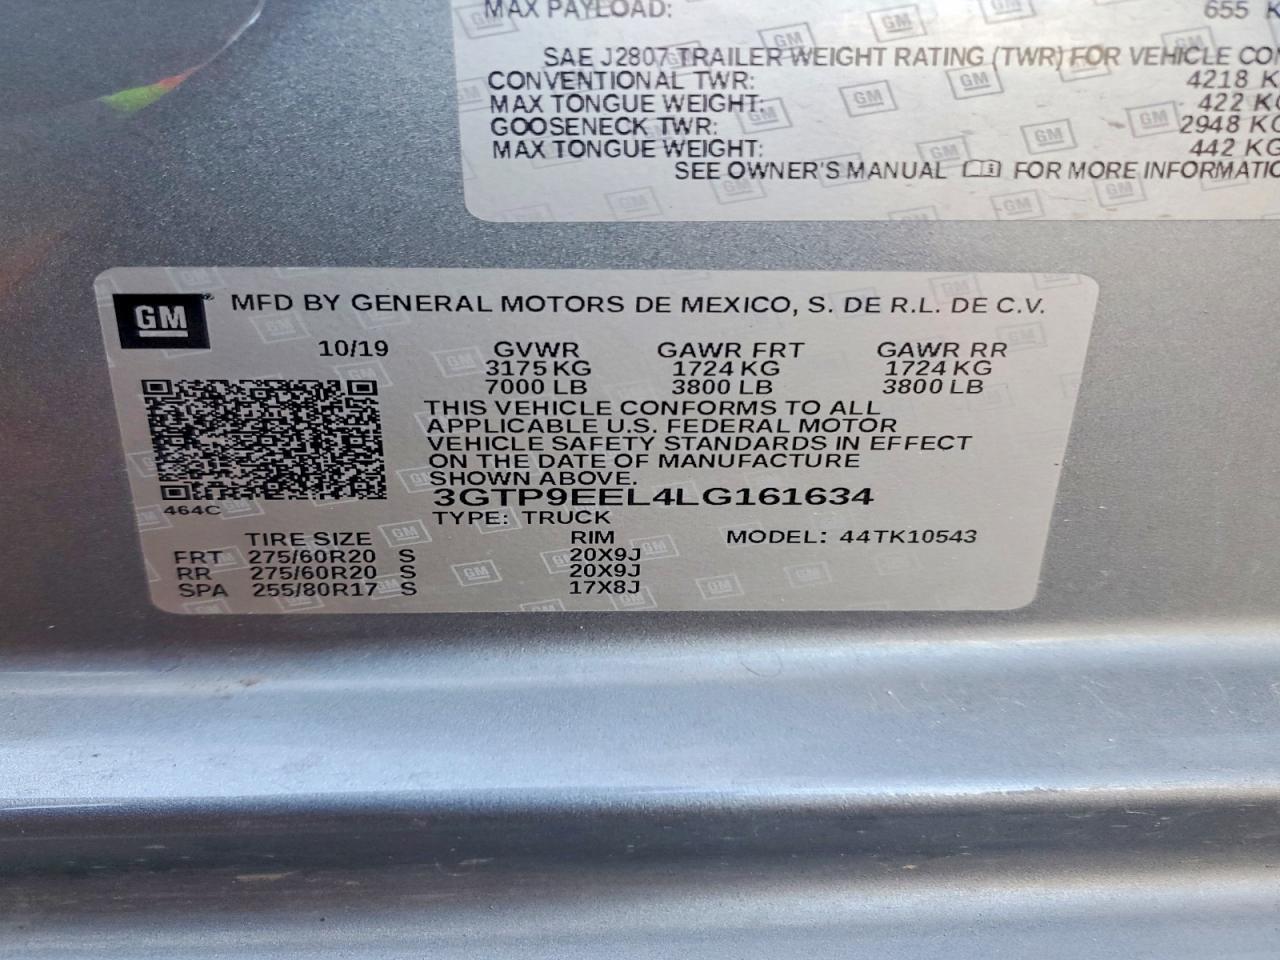 MAX PAYLOAD: 655 K
SAE J2807 TRAILER WEIGHT RATING (TWR) FOR VEHICLE CO
CONVENTIONAL TWR: 4218 K
MAX TONGUE WEIGHT: 422 KG
GOOSENECK TWR: 2948 KG
MAX TONGUE WEIGHT: 442 KG
SEE OWNER'S MANUAL FOR MORE INFORMATIO
GM MFD BY GENERAL MOTORS DE MEXICO, S. DE R.L. DE C.V.
10/19 GVWR GAWR FRT GAWR RR
3175 KG 1724 KG 1724 KG
7000 LB 3800 LB 3800 LB
THIS VEHICLE CONFORMS TO ALL
APPLICABLE U.S. FEDERAL MOTOR
VEHICLE SAFETY STANDARDS IN EFFECT
ON THE DATE OF MANUFACTURE
SHOWN ABOVE.
3GTP9EEL4LG161634
464C
TYPE: TRUCK
TIRE SIZE RIM MODEL: 44TK10543
FRT 275/60R20 S 20X9J
RR 275/60R20 S 20X9J
SPA 255/80R17 S 17X8J